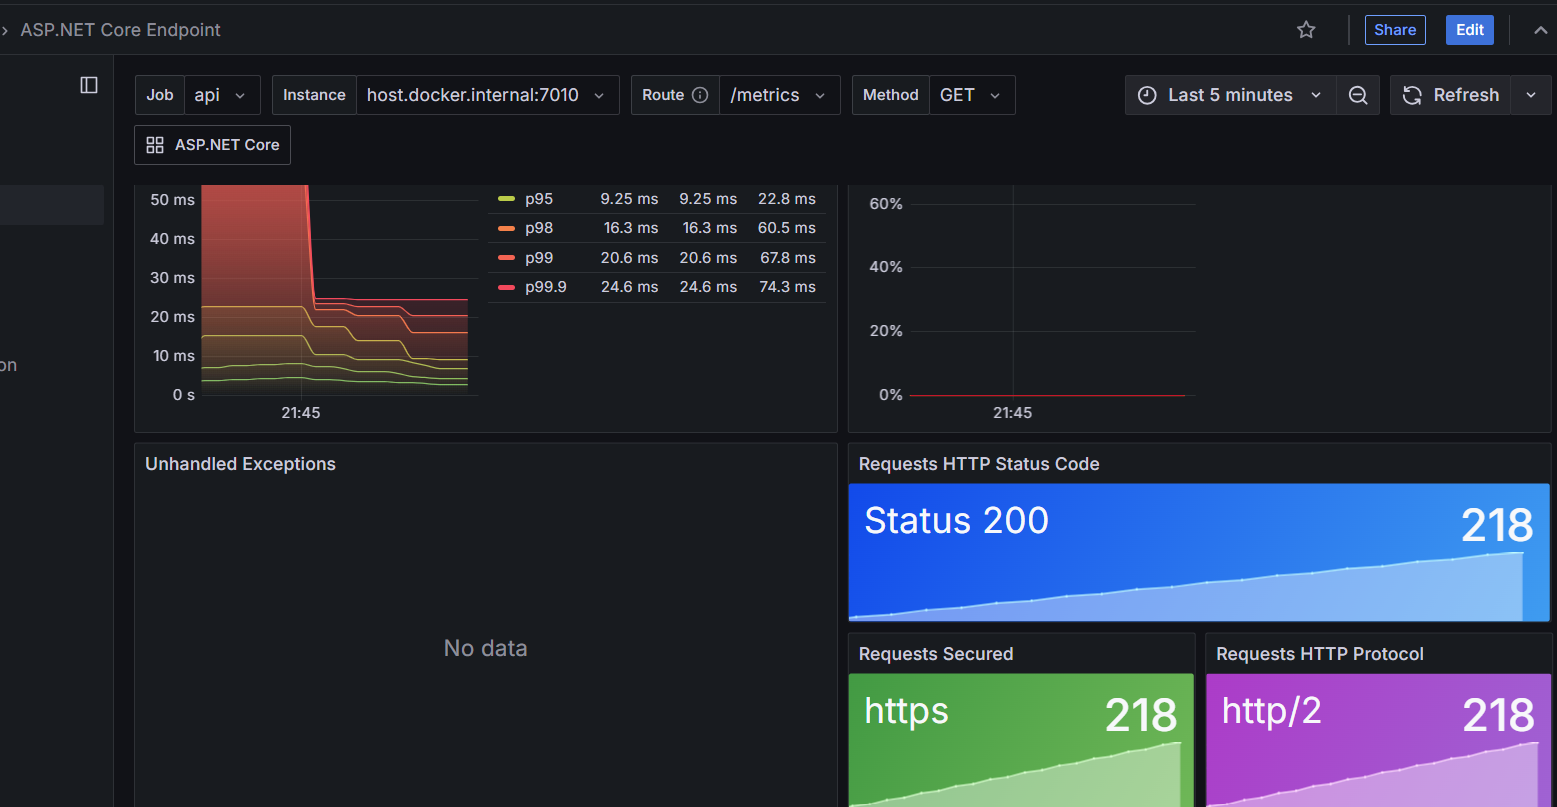 ASP.NET Core Endpoint
Share
Edit
Job
api
Instance
host.docker.internal:7010
Route
/metrics
Method
GET
Last 5 minutes
Refresh
ASP.NET Core
50 ms
40 ms
30 ms
20 ms
10 ms
0 s
21:45
p95 9.25 ms 9.25 ms 22.8 ms
p98 16.3 ms 16.3 ms 60.5 ms
p99 20.6 ms 20.6 ms 67.8 ms
p99.9 24.6 ms 24.6 ms 74.3 ms
60%
40%
20%
0%
21:45
on
Unhandled Exceptions
No data
Requests HTTP Status Code
Status 200
218
Requests Secured
https
218
Requests HTTP Protocol
http/2
218